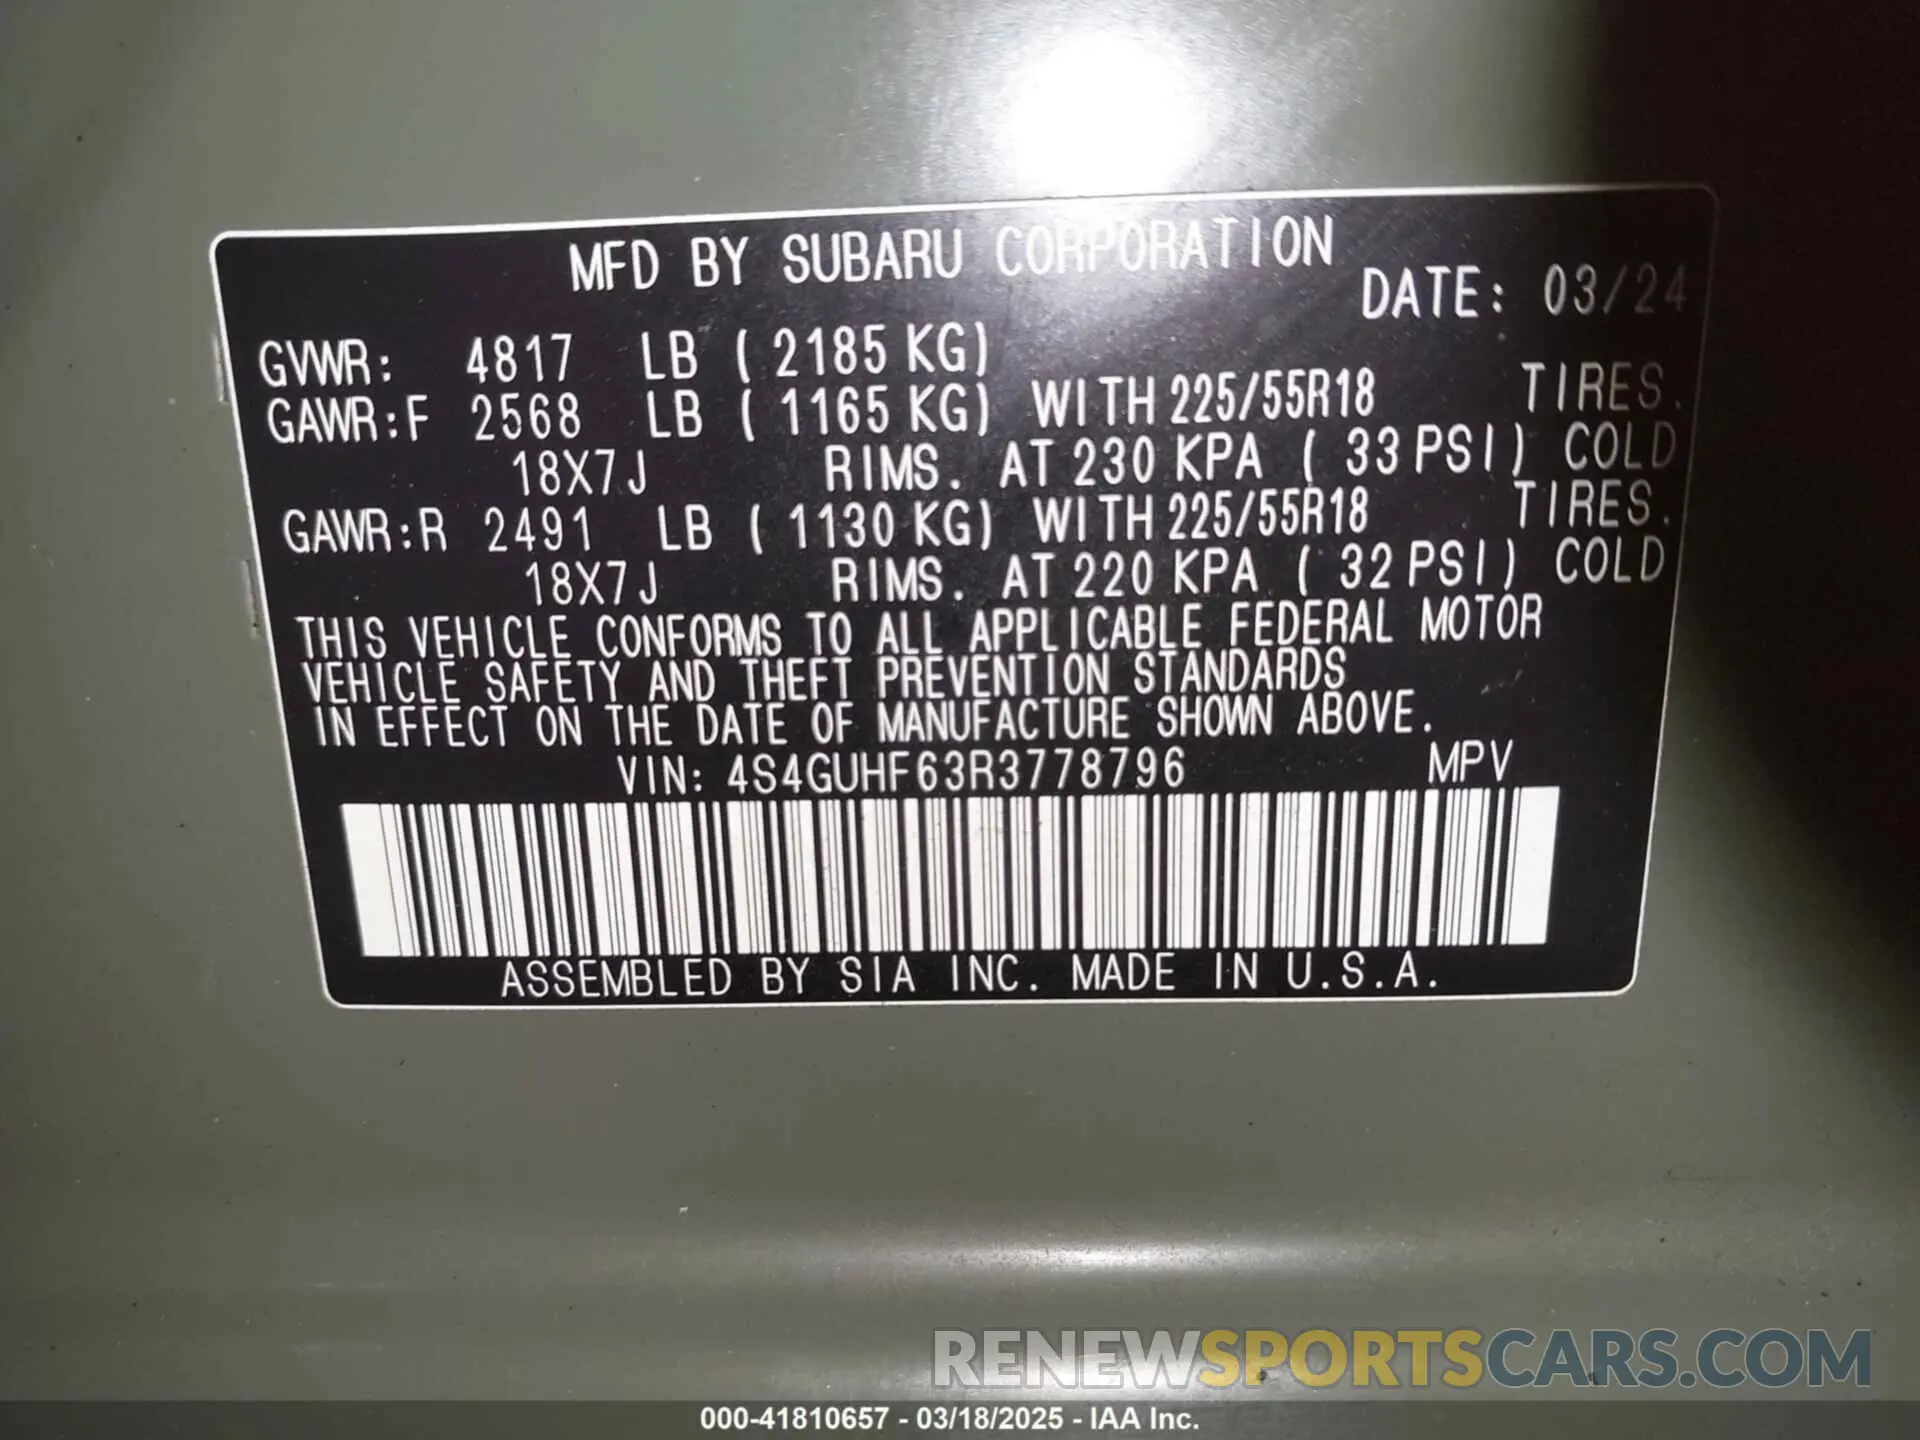 MFD BY SUBARU CORPORATION
DATE: 03/24
GVWR: 4817 LB ( 2185 KG)
GAWR:F 2568 LB ( 1165 KG) WITH 225/55R18 TIRES.
18X7J RIMS. AT 230 KPA ( 33 PSI) COLD
GAWR:R 2491 LB ( 1130 KG) WITH 225/55R18 TIRES.
18X7J RIMS. AT 220 KPA ( 32 PSI) COLD
THIS VEHICLE CONFORMS TO ALL APPLICABLE FEDERAL MOTOR
VEHICLE SAFETY AND THEFT PREVENTION STANDARDS
IN EFFECT ON THE DATE OF MANUFACTURE SHOWN ABOVE.
VIN: 4S4GUHF63R3778796 MPV
ASSEMBLED BY SIA INC. MADE IN U.S.A.
RENEWSPORTSCARS.COM
000-41810657 - 03/18/2025 - IAA Inc.